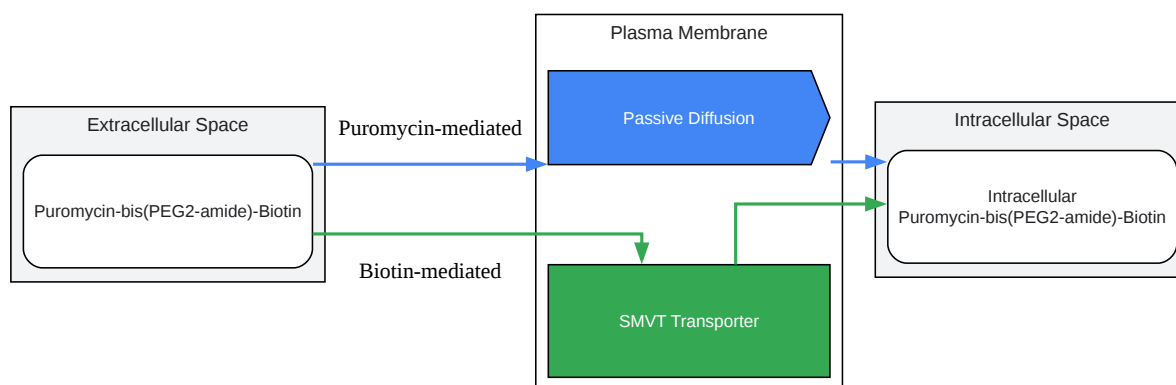 Plasma Membrane
Passive Diffusion
Extracellular Space
Puromycin-mediated
Intracellular Space
Puromycin-bis(PEG2-amide)-Biotin
Intracellular
Puromycin-bis(PEG2-amide)-Biotin
Biotin-mediated
SMVT Transporter